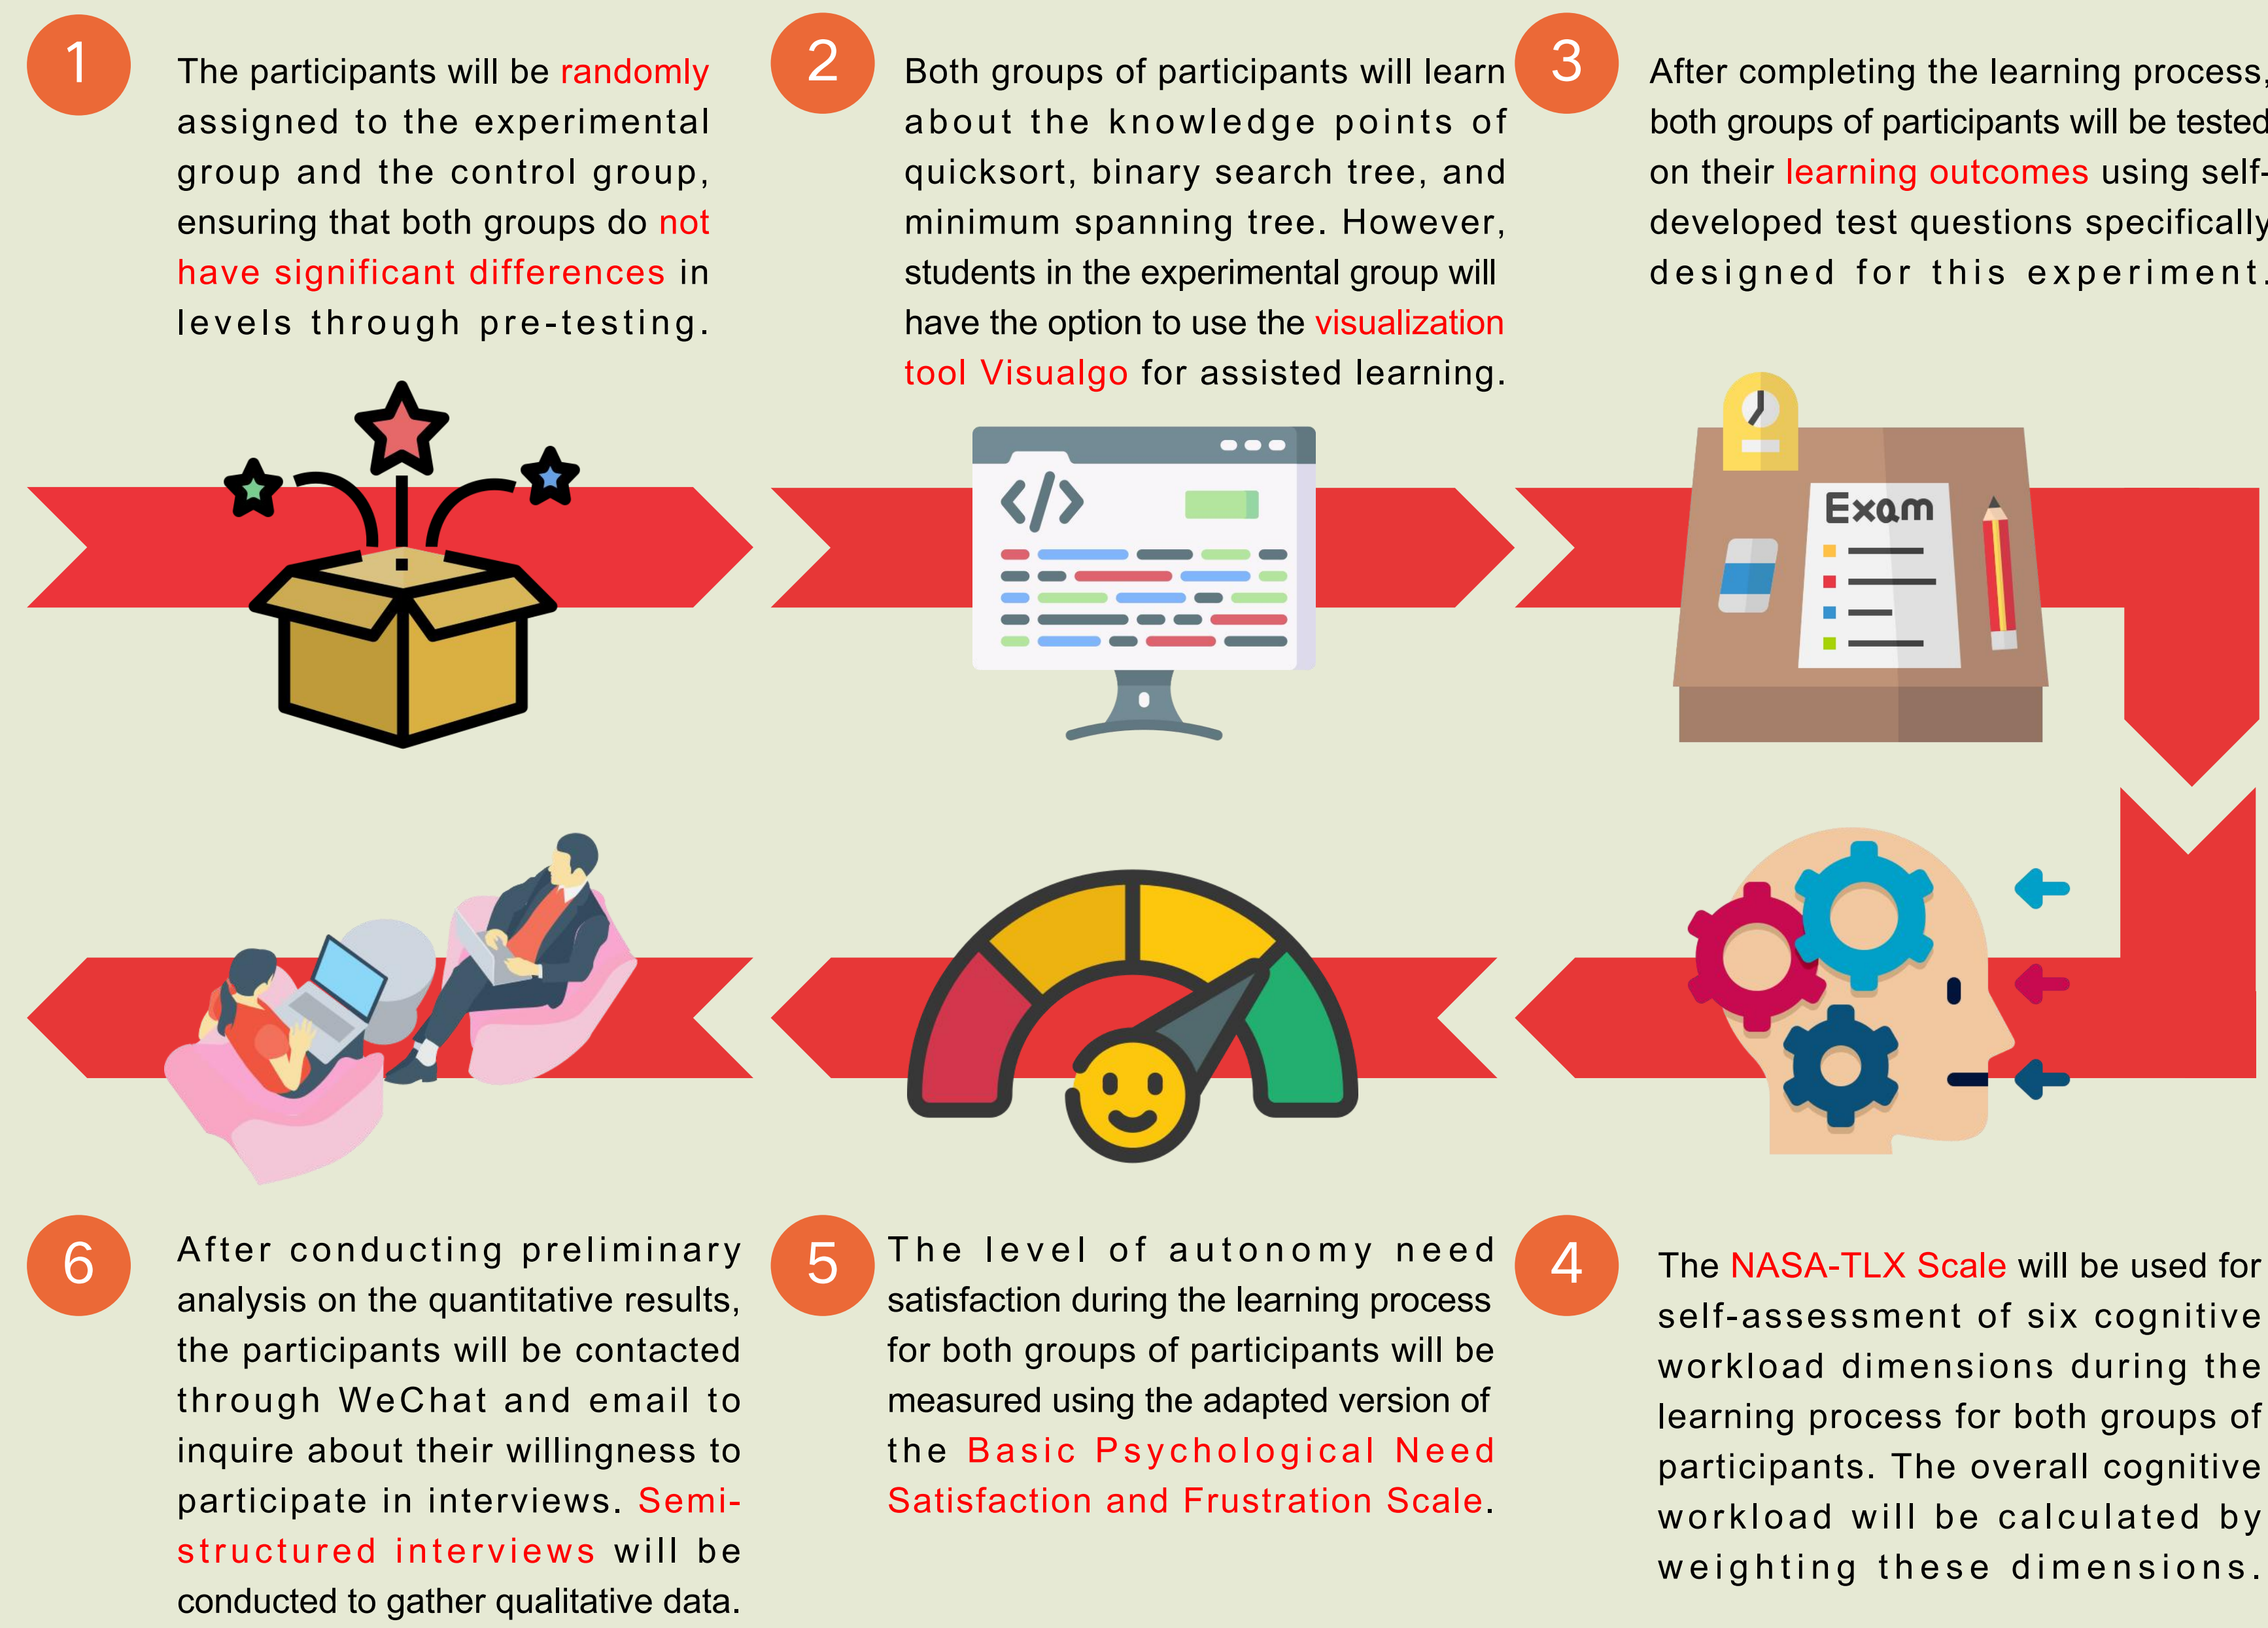 1
The participants will be randomly
assigned to the experimental
group and the control group,
ensuring that both groups do not
have significant differences in
levels through pre-testing.
2
Both groups of participants will learn
about the knowledge points of
quicksort, binary search tree, and
minimum spanning tree. However,
students in the experimental group will
have the option to use the visualization
tool Visualgo for assisted learning.
3
After completing the learning process,
both groups of participants will be tested
on their learning outcomes using self-
developed test questions specifically
designed for this experiment.
</>
Exam
6
After conducting preliminary
analysis on the quantitative results,
the participants will be contacted
through WeChat and email to
inquire about their willingness to
participate in interviews. Semi-
structured interviews will be
conducted to gather qualitative data.
5
The level of autonomy need
satisfaction during the learning process
for both groups of participants will be
measured using the adapted version of
the Basic Psychological Need
Satisfaction and Frustration Scale.
4
The NASA-TLX Scale will be used for
self-assessment of six cognitive
workload dimensions during the
learning process for both groups of
participants. The overall cognitive
workload will be calculated by
weighting these dimensions.